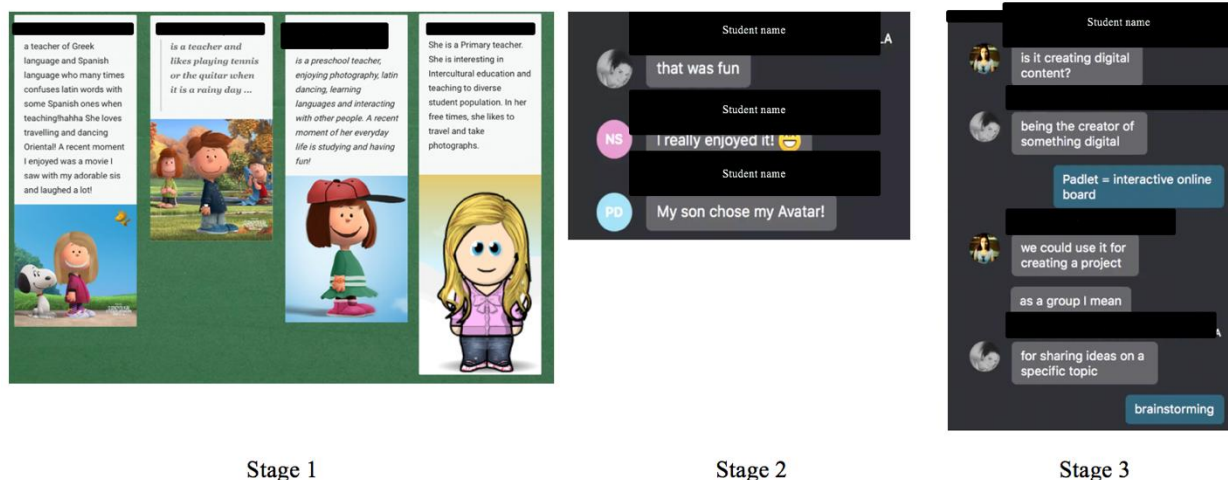 a teacher of Greek
language and Spanish
language who many times
confuses latin words with
some Spanish ones when
teaching!hahha She loves
travelling and dancing
Oriental! A recent moment
I enjoyed was a movie I
saw with my adorable sis
and laughed a lot!
is a teacher and
likes playing tennis
or the quitar when
it is a rainy day ...
is a preschool teacher,
enjoying photography, latin
dancing, learning
languages and interacting
with other people. A recent
moment of her everyday
life is studying and having
fun!
She is a Primary teacher.
She is interesting in
Intercultural education and
teaching to diverse
student population. In her
free times, she likes to
travel and take
photographs.
Stage 1
Student name
LA
that was fun
Student name
NS
I really enjoyed it! 😀
Student name
PD
My son chose my Avatar!
Stage 2
Student name
is it creating digital
content?
being the creator of
something digital
Padlet = interactive online
board
we could use it for
creating a project
as a group I mean
A
for sharing ideas on a
specific topic
brainstorming
Stage 3